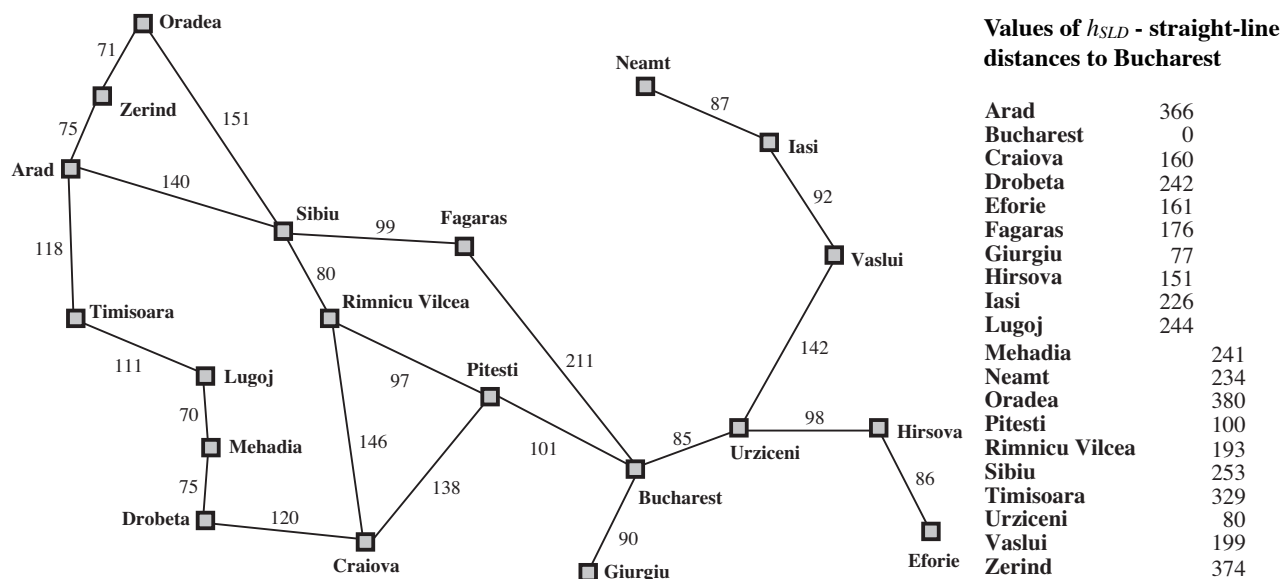 Oradea
71
Neamt
Zerind
87
151
75
Iasi
Arad
140
92
Sibiu
Fagaras
99
118
Vaslui
80
Timisoara
Rimnicu Vilcea
142
111
211
Lugoj
Pitesti
97
70
98
Hirsova
146
85
Mehadia
101
Urziceni
86
138
75
Bucharest
120
Drobeta
90
Eforie
Craiova
Giurgiu
Values of hSLD - straight-line
distances to Bucharest
Arad 366
Bucharest 0
Craiova 160
Drobeta 242
Eforie 161
Fagaras 176
Giurgiu 77
Hirsova 151
Iasi 226
Lugoj 244
Mehadia 241
Neamt 234
Oradea 380
Pitesti 100
Rimnicu Vilcea 193
Sibiu 253
Timisoara 329
Urziceni 80
Vaslui 199
Zerind 374